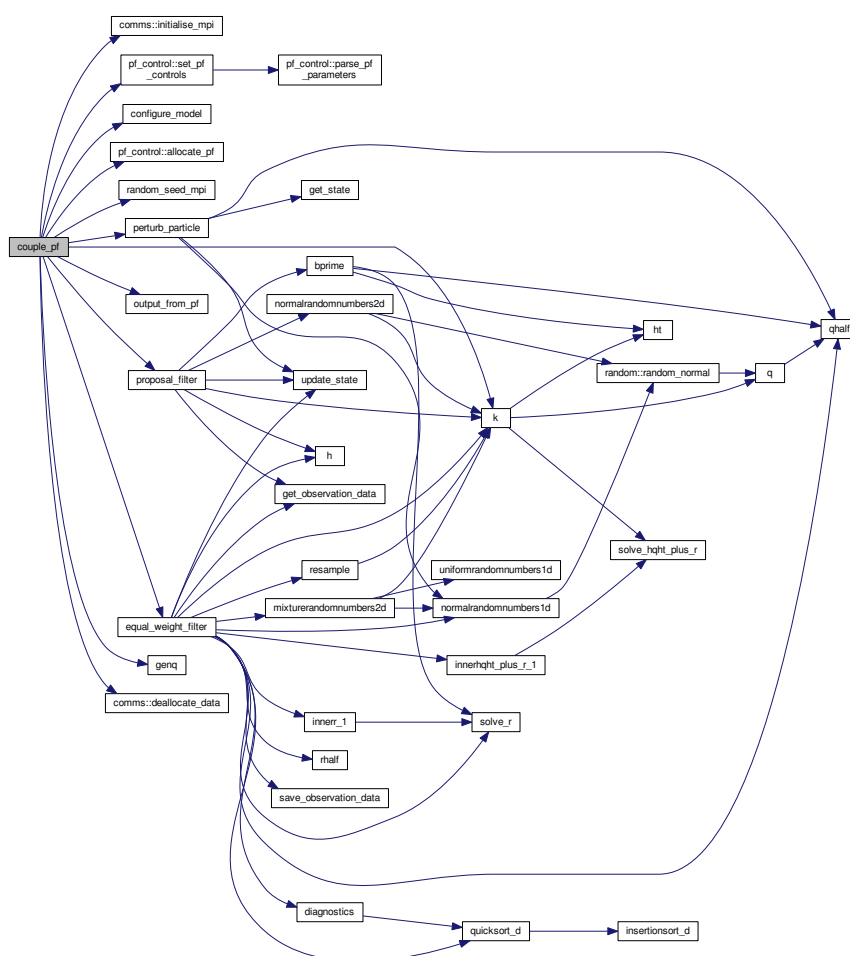 comms::initialise_mpi
pf_control::set_pf
_controls
pf_control::parse_pf
_parameters
configure_model
pf_control::allocate_pf
random_seed_mpi
get_state
perturb_particle
couple_pf
bprime
output_from_pf
normalrandomnumbers2d
ht
qhalf
proposal_filter
update_state
random::random_normal
q
k
h
get_observation_data
solve_hqht_plus_r
resample
uniformrandomnumbers1d
mixturerandomnumbers2d
normalrandomnumbers1d
equal_weight_filter
genq
innerhqht_plus_r_1
comms::deallocate_data
innerr_1
solve_r
rhalf
save_observation_data
diagnostics
quicksort_d
insertionsort_d